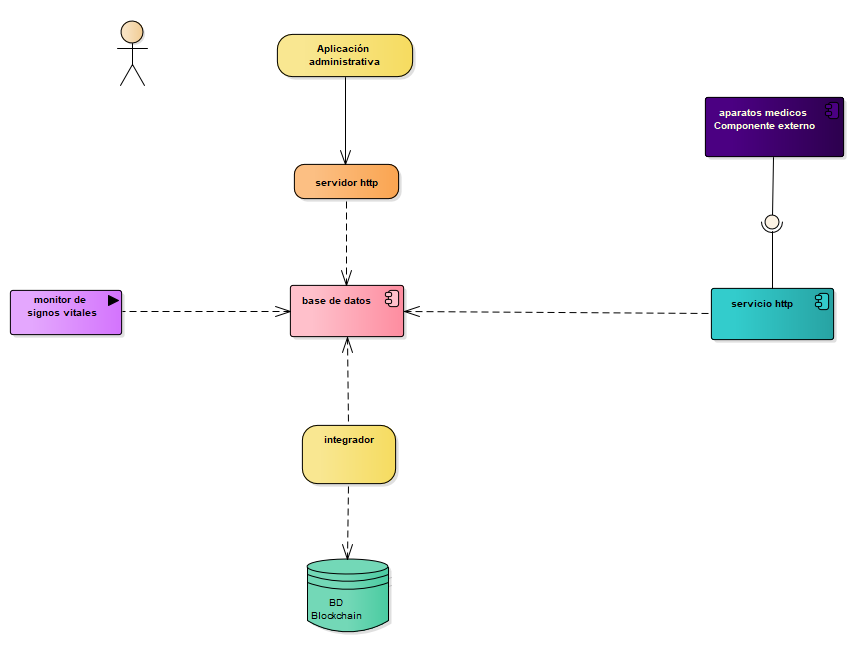 Aplicación
administrativa
aparatos medicos
Componente externo
servidor http
monitor de
signos vitales
base de datos
servicio http
integrador
BD
Blockchain